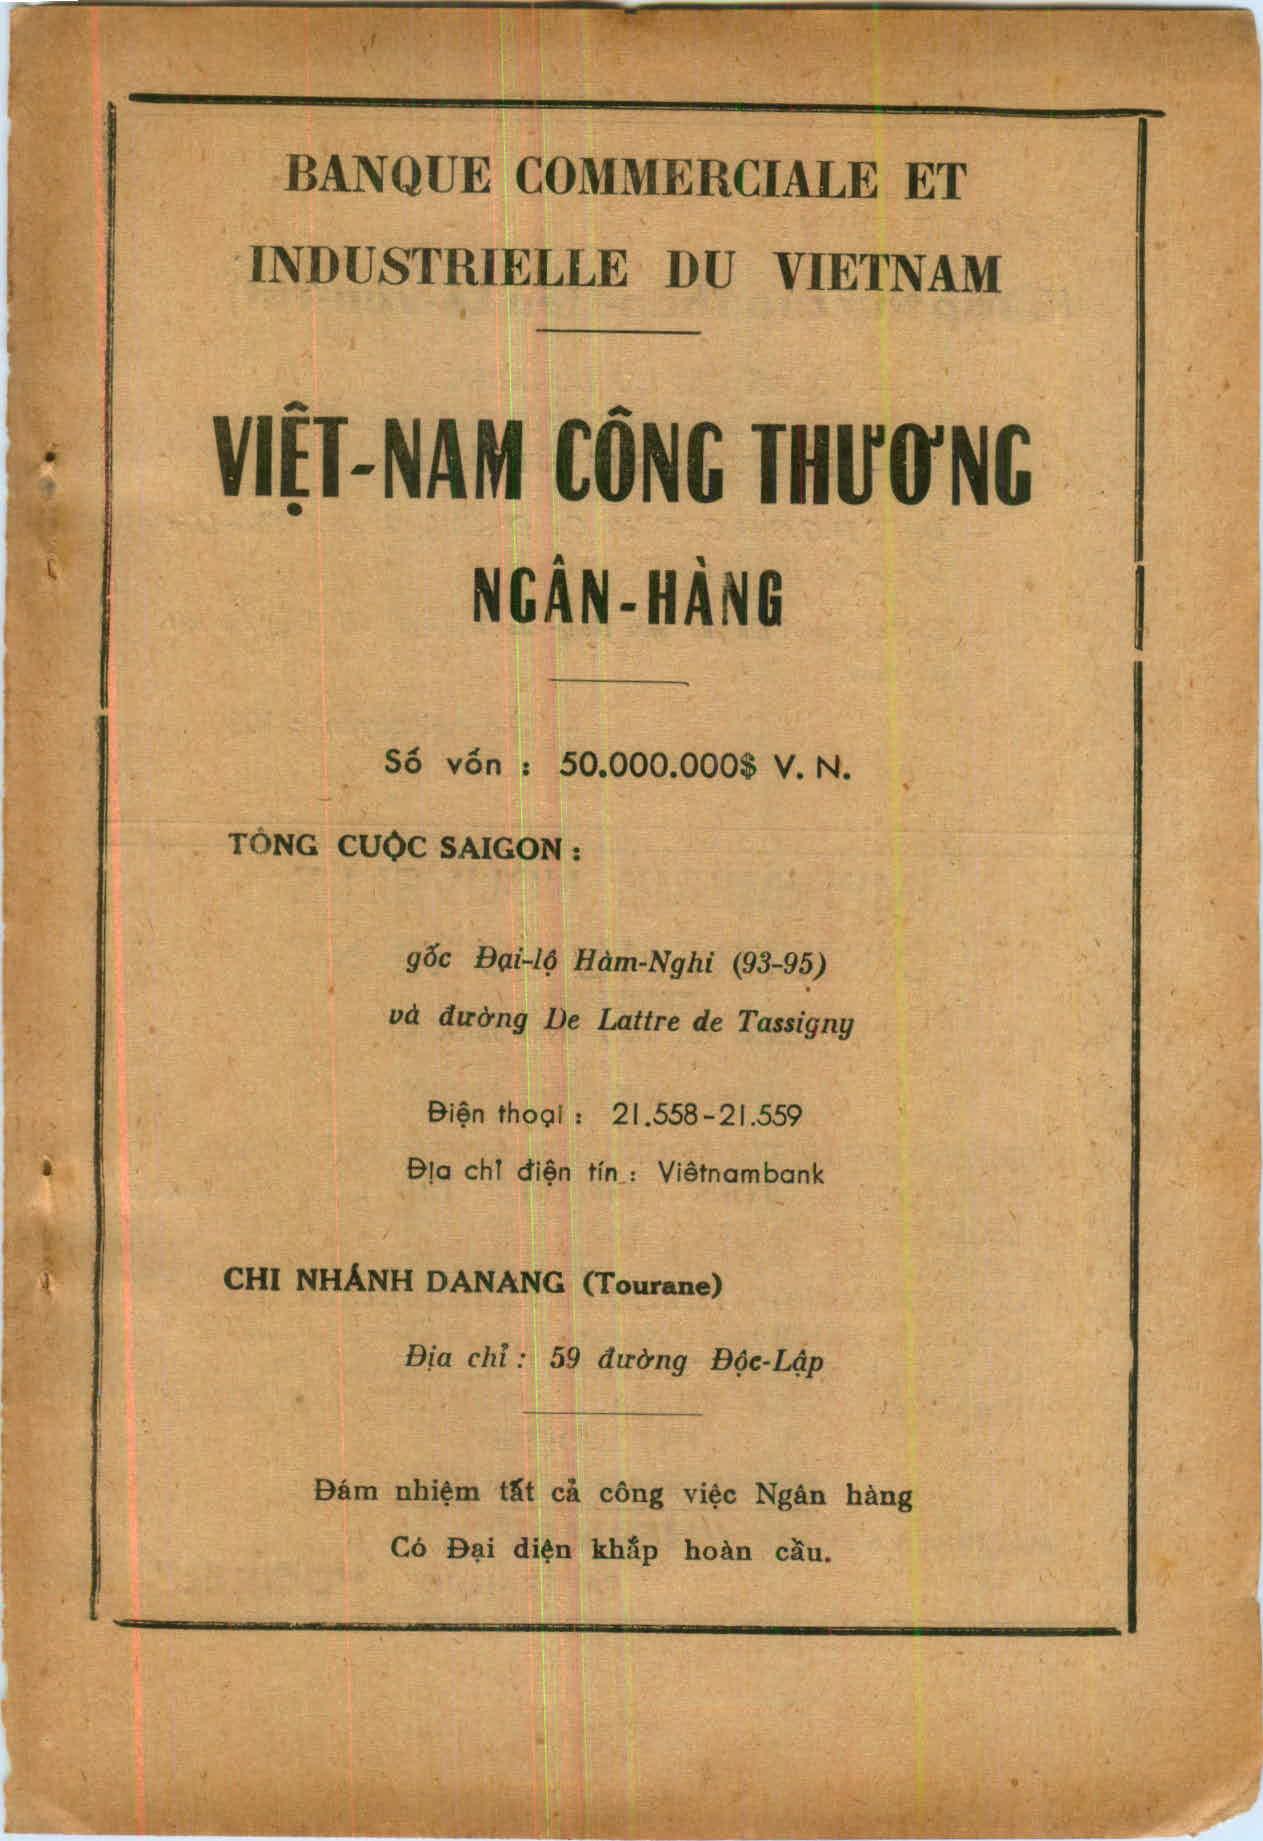 BANQUE COMMERCIALE ET
INDUSTRIELLE DU VIETNAM
VIỆT-NAM CÔNG THƯƠNG
NGÂN-HÀNG
Số vốn : 50.000.000$ V. N.
TÔNG CUỘC SAIGON :
gốc Đại-lộ Hàm-Nghi (93-95)
và đường De Lattre de Tassigny
Điện thoại : 21.558-21.559
Địa chỉ điện tín : Viêtnambank
CHI NHÁNH DANANG (Tourane)
Địa chỉ : 59 đường Độc-Lập
Đám nhiệm tất cả công việc Ngân hàng
Có Đại diện khắp hoàn cầu.